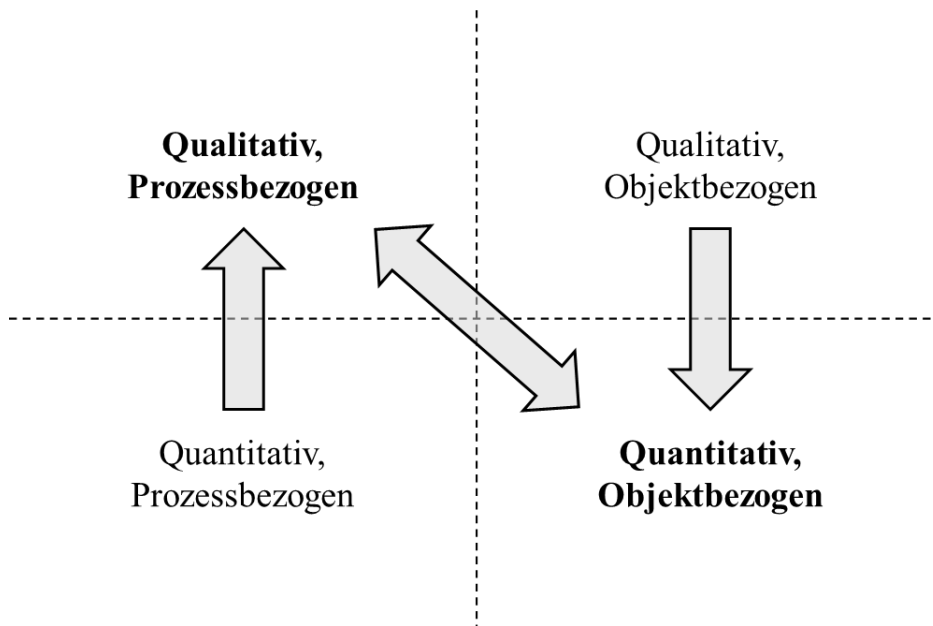 Qualitativ,
Prozessbezogen
Qualitativ,
Objektbezogen
Quantitativ,
Prozessbezogen
Quantitativ,
Objektbezogen